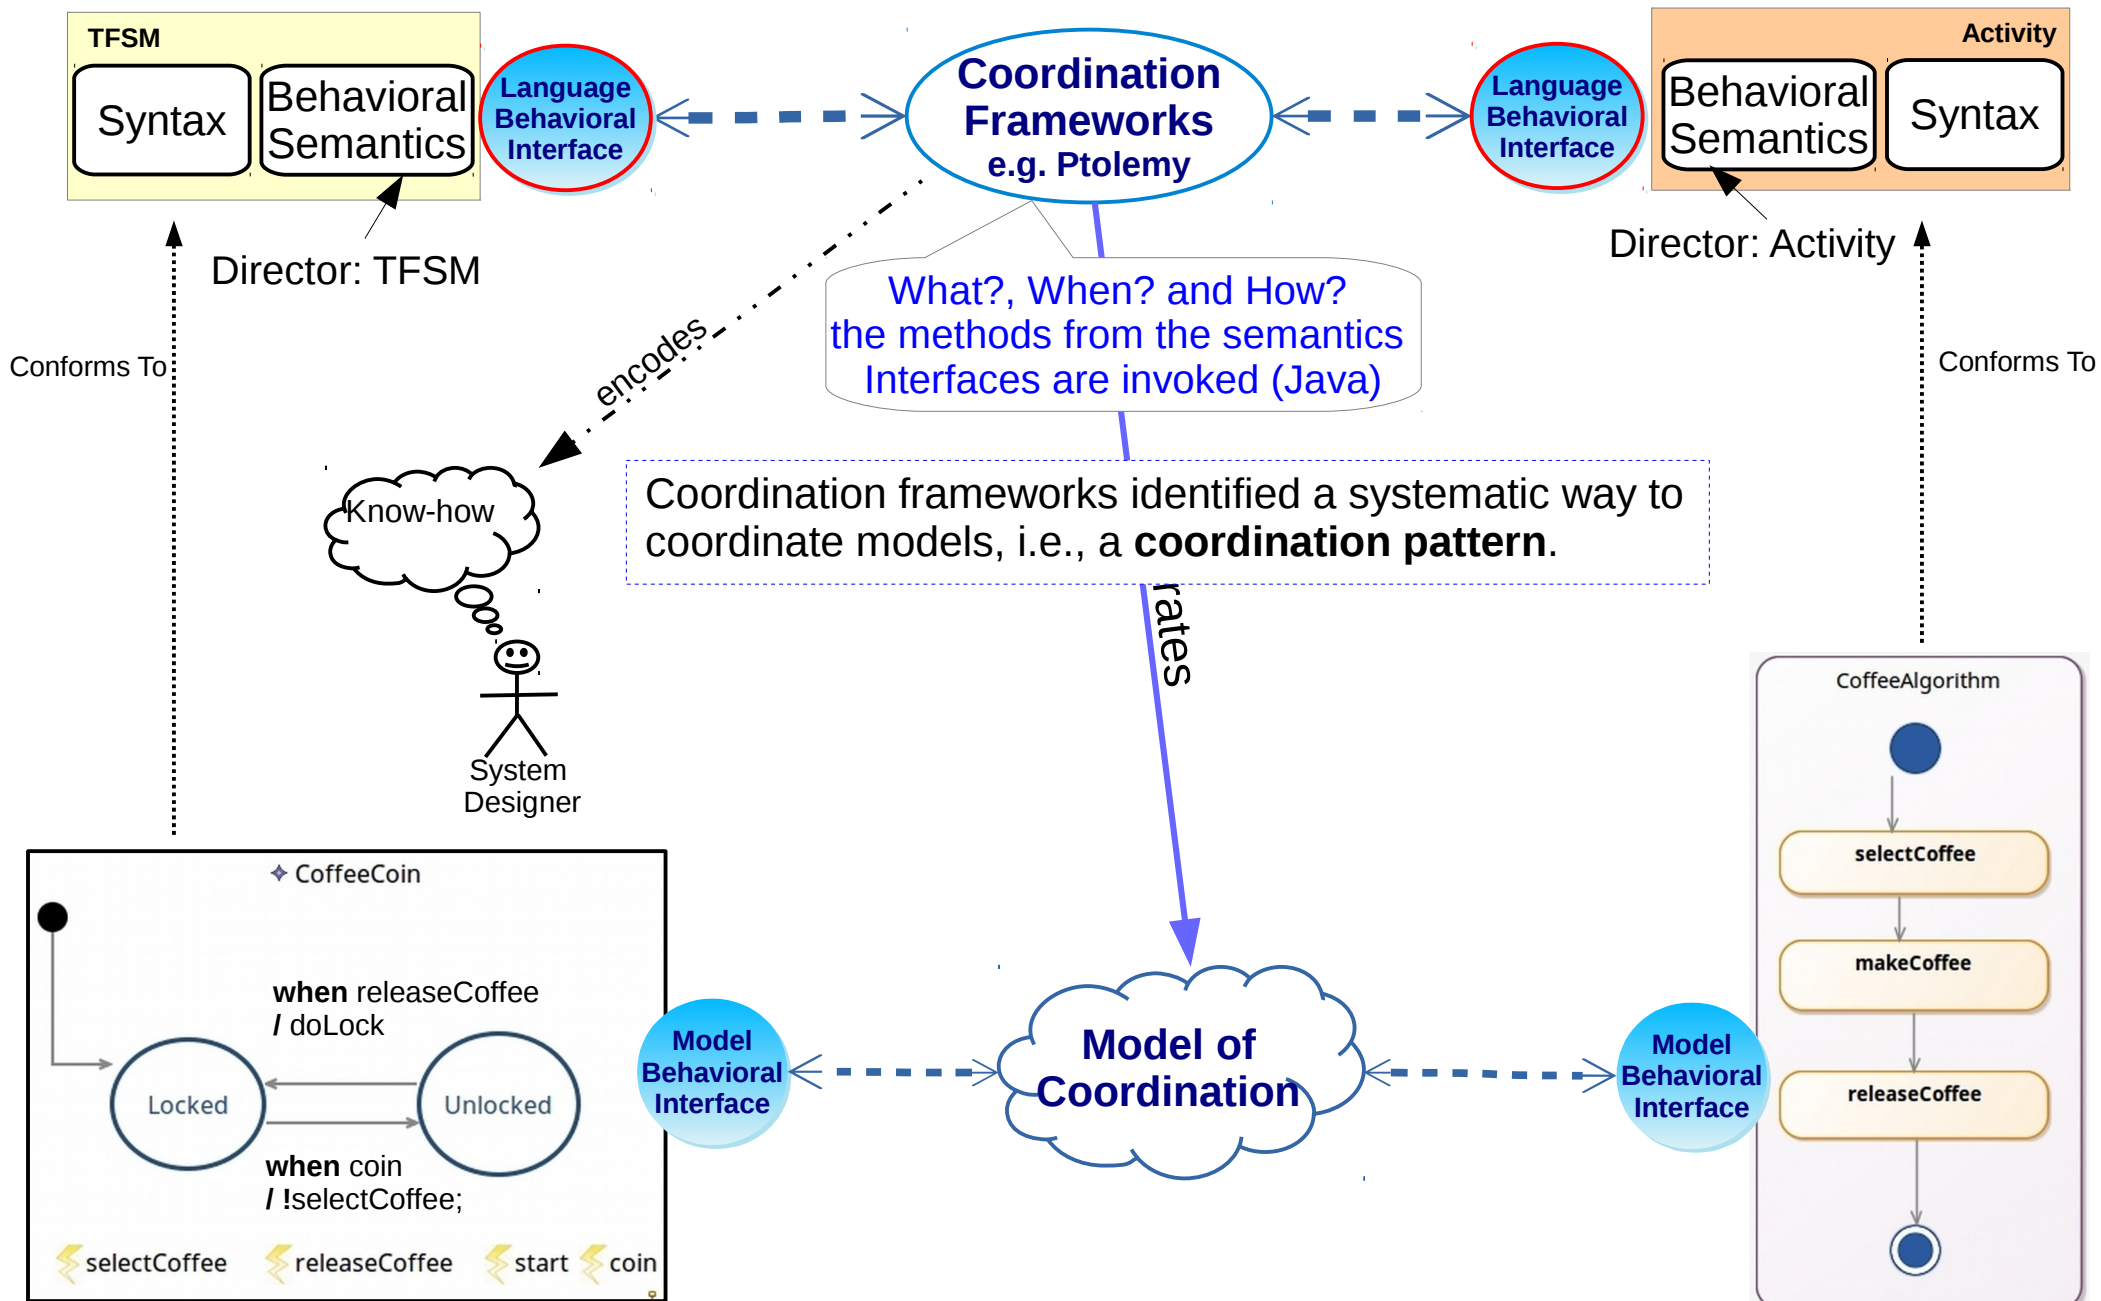 TFSM
Syntax
Behavioral
Semantics
Language
Behavioral
Interface
Coordination
Frameworks
e.g. Ptolemy
Language
Behavioral
Interface
Activity
Behavioral
Semantics
Syntax
Director: TFSM
Director: Activity
What?, When? and How?
the methods from the semantics
Interfaces are invoked (Java)
Conforms To
encodes
Conforms To
Know-how
Coordination frameworks identified a systematic way to
coordinate models, i.e., a coordination pattern.
rates
System
Designer
CoffeeCoin
when releaseCoffee
/ doLock
Locked
Unlocked
when coin
/ !selectCoffee;
selectCoffee
releaseCoffee
start
coin
Model
Behavioral
Interface
Model of
Coordination
Model
Behavioral
Interface
CoffeeAlgorithm
selectCoffee
makeCoffee
releaseCoffee